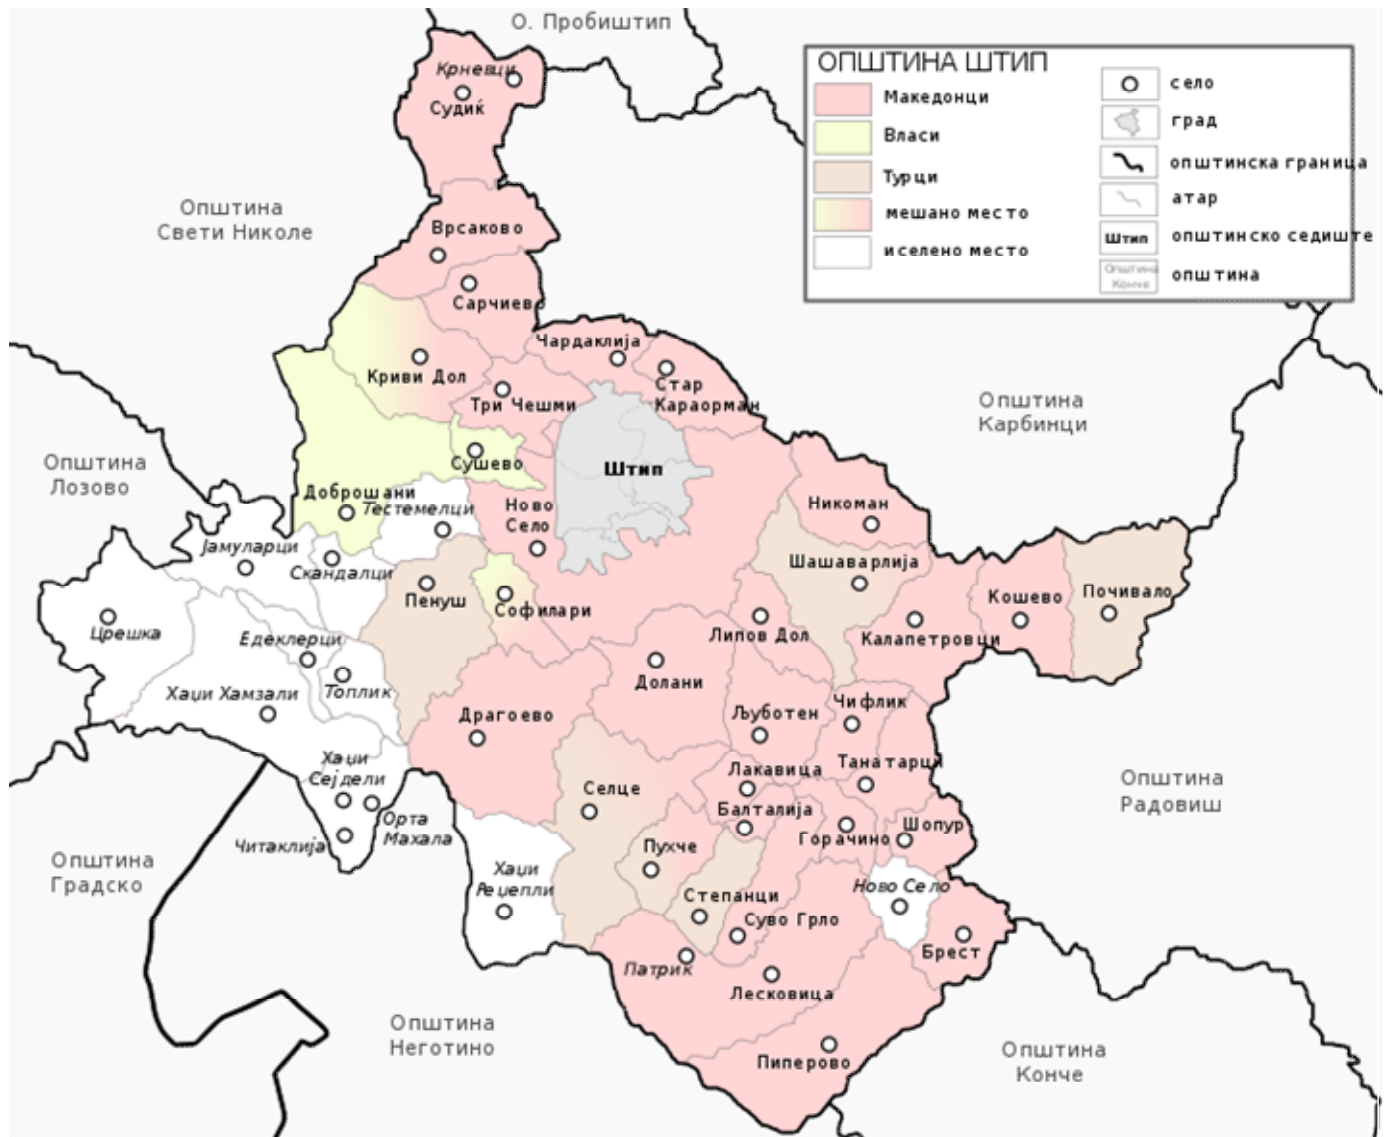 О. Пробиштип
ОПШТИНА ШТИП
Македонци
Власи
Турци
мешано место
иселено место
село
град
општинска граница
атар
Штип
општинско седиште
Општина
Конче
општина
Крневци
Судиќ
Општина
Свети Николе
Врсаково
Сарчиево
Чардаклија
Криви Дол
Стар
Караорман
Три Чешми
Општина
Карбинци
Општина
Лозово
Сушево
Штип
Доброшани
Тестемелци
Ново
Село
Никоман
Јамуларци
Скандалци
Шашаварлија
Пенуш
Софилари
Кошево
Почивало
Црешка
Едеклерци
Липов Дол
Калапетровци
Топлик
Хаџи Хамзали
Долани
Драгоево
Љуботен
Чифлик
Хаџи
Сејдели
Лакавица
Танатарци
Општина
Радовиш
Селце
Балталија
Орта
Махала
Горачино
Шопур
Читаклија
Пухче
Општина
Градско
Хаџи
Реџепли
Степанци
Ново Село
Суво Грло
Брест
Патрик
Лесковица
Општина
Неготино
Пиперово
Општина
Конче